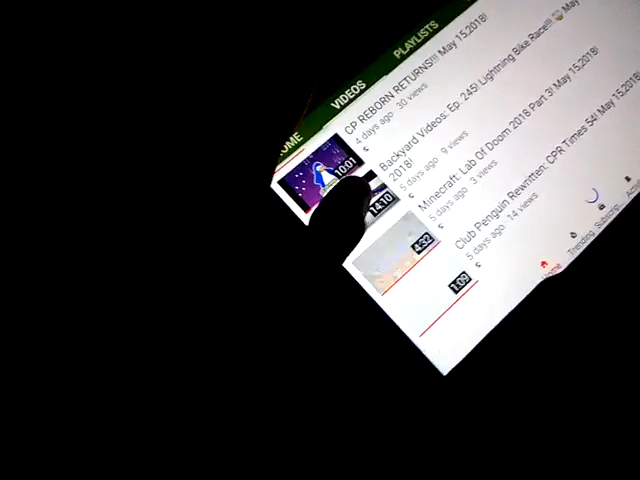 HOME VIDEOS PLAYLISTS
CP REBORN RETURNS!!! May 15,2018!
4 days ago · 30 views
10:01
Backyard Videos: Ep: 245! Lightning Bike Race!!! May
2018!
5 days ago · 9 views
14:10
Minecraft: Lab Of Doom 2018 Part 3! May 15,2018!
5 days ago · 3 views
4:32
Club Penguin Rewritten: CPR Times 54! May 15,2018
5 days ago · 14 views
1:09
Home Trending Subscrip...